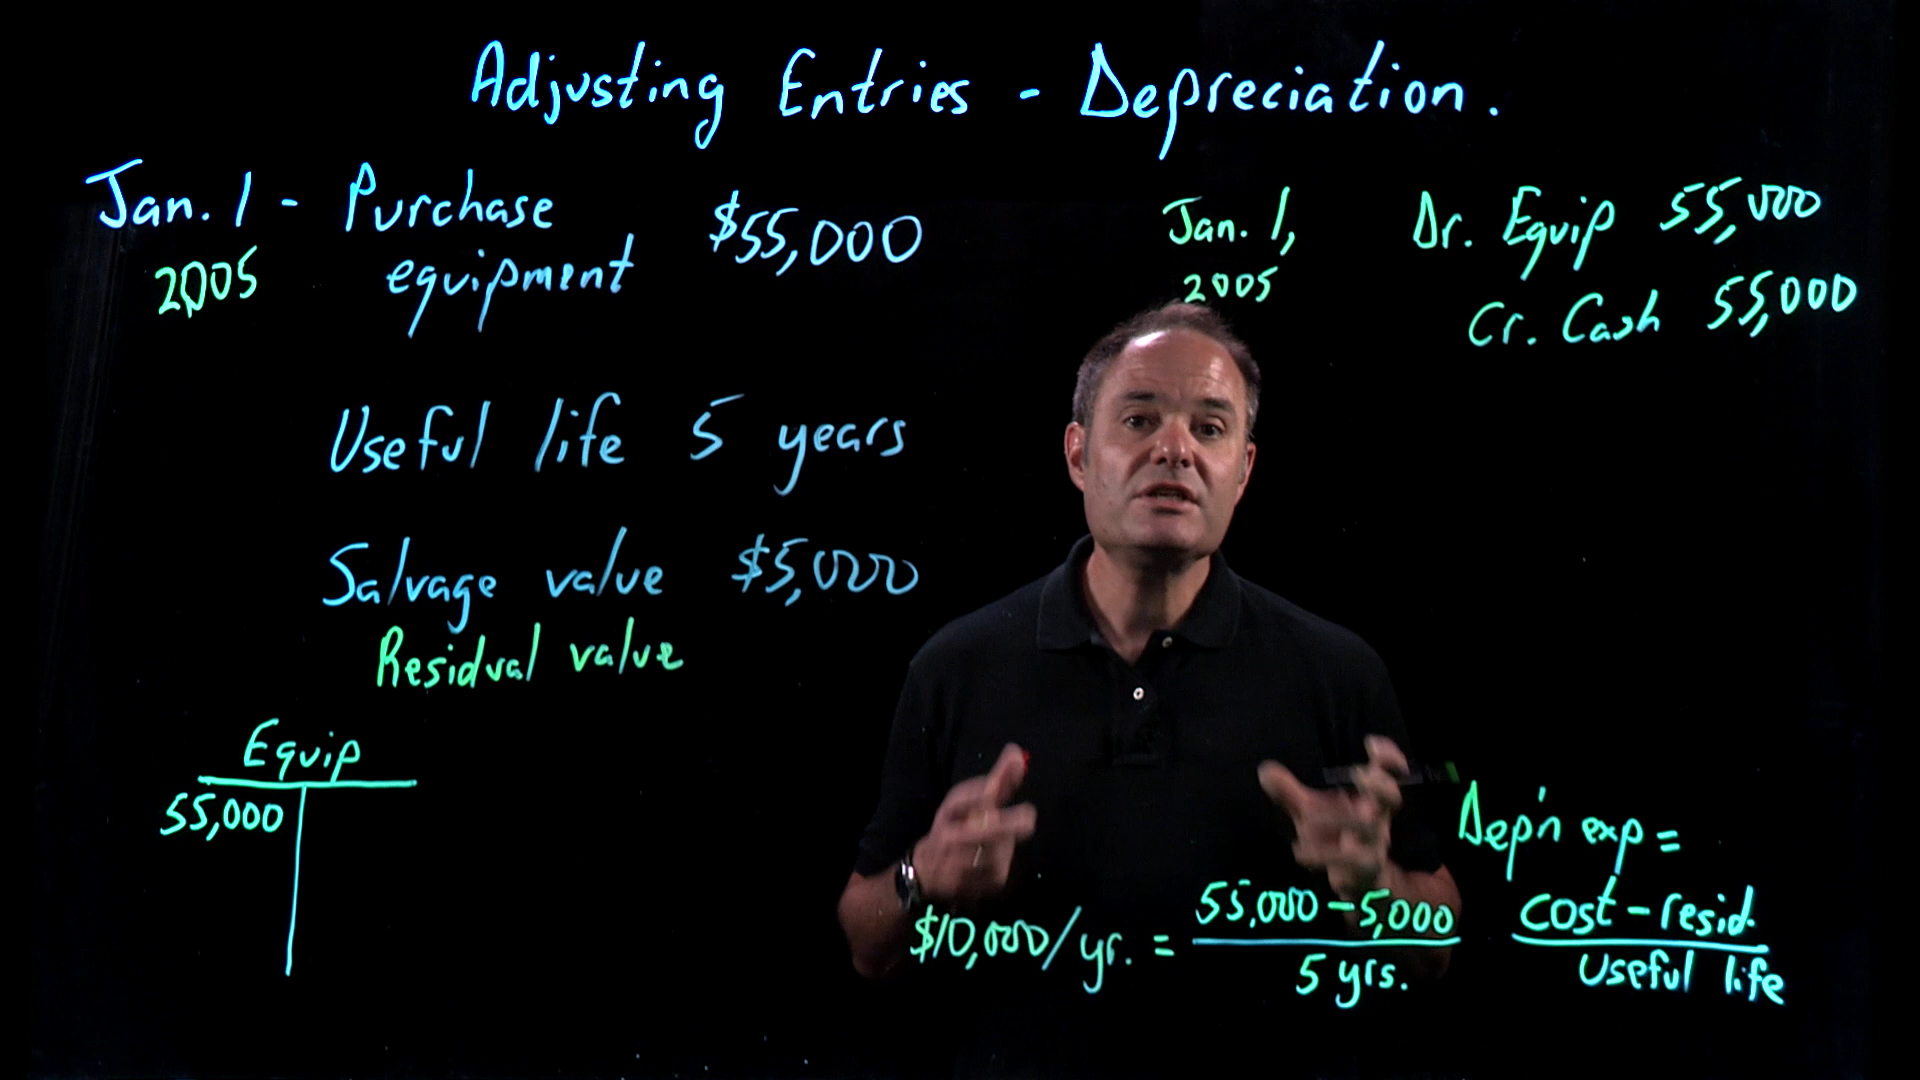 Adjusting Entries - Depreciation.
Jan. 1 - Purchase
equipment
$55,000
2005
Useful life 5 years
Salvage value $5,000
Residual value
Equip
55,000
Jan. 1,
2005
Dr. Equip 55,000
Cr. Cash 55,000
Dep'n exp =
cost - resid.
useful life
$10,000/yr. =
55,000 - 5,000
5 yrs.